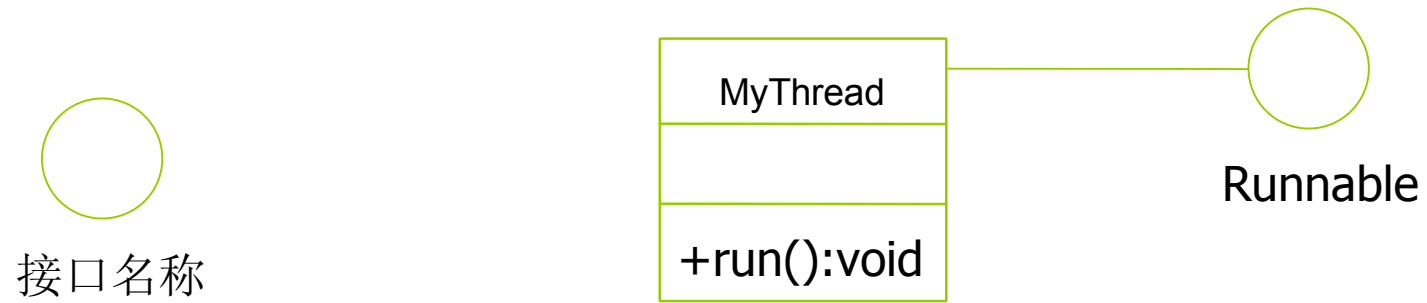 MyThread
Runnable
+run():void
接口名称